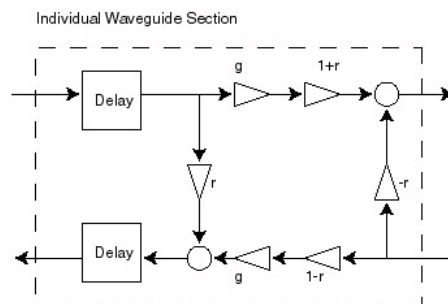 Individual Waveguide Section
g
1+r
Delay
r
-r
Delay
g
1-r